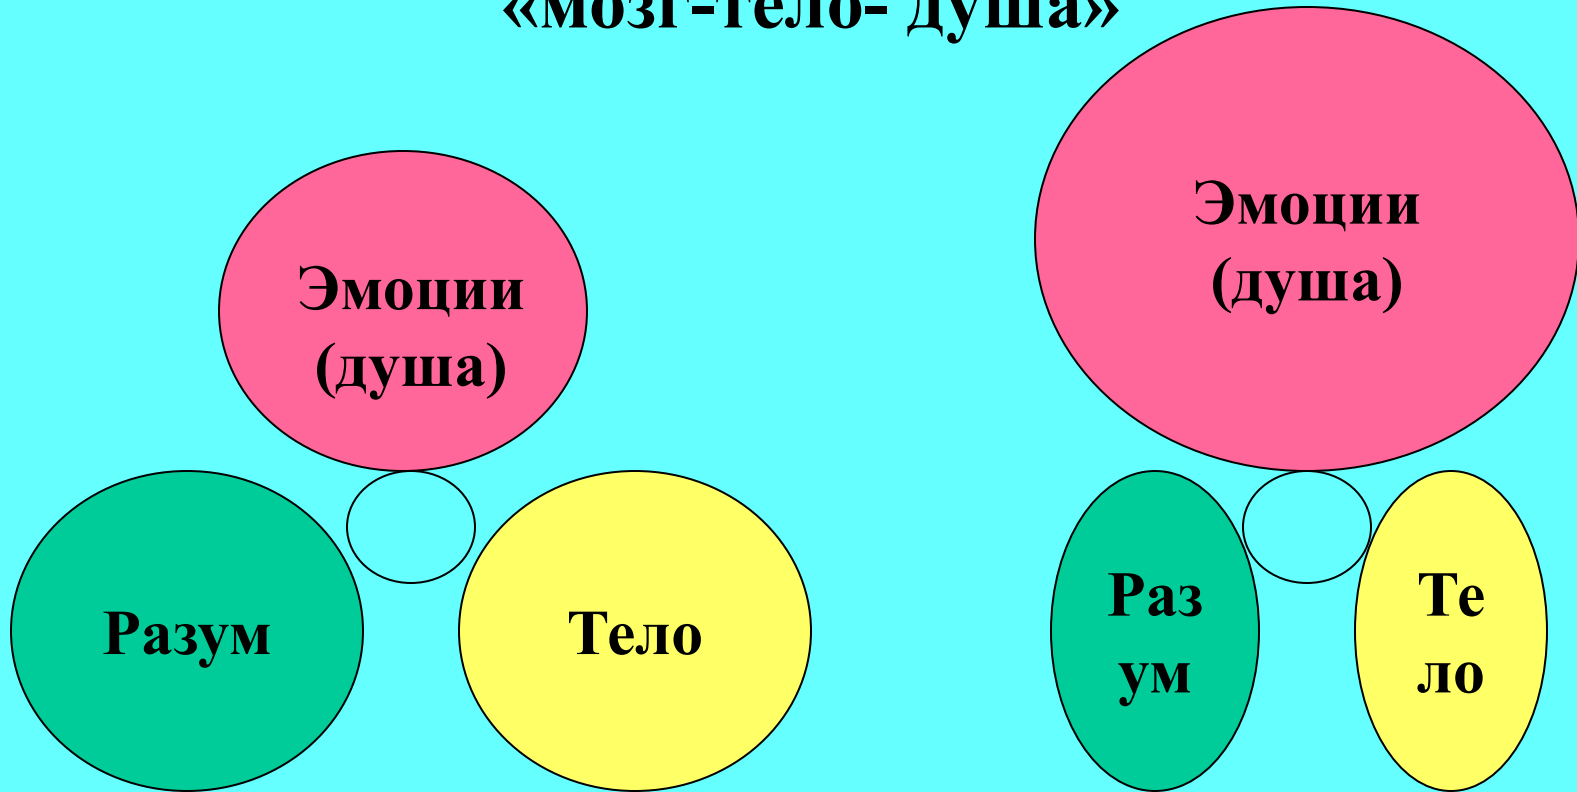 «мозг-тело- душа»
Эмоции
(душа)
Эмоции
(душа)
Разум
Тело
Раз
ум
Те
ло